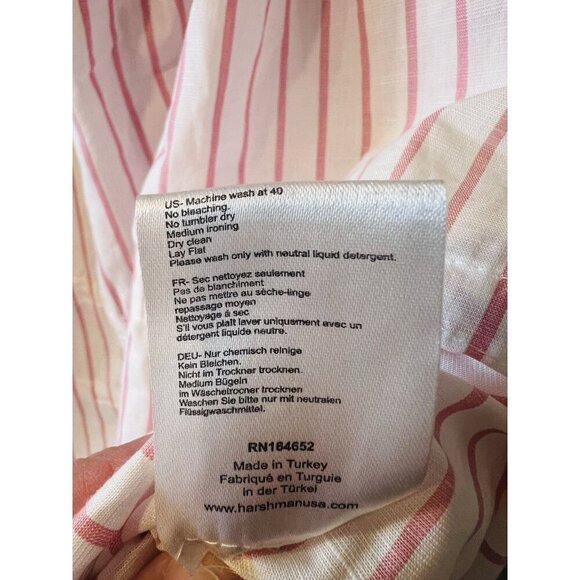 US- Machine wash at 40
No bleaching.
No tumbler dry
Medium ironing
Dry clean
Lay Flat
Please wash only with neutral liquid detergent.
FR- Sec nettoyez seulement
Pas de blanchiment
Ne pas mettre au sèche-linge
repassage moyen
Nettoyage á sec
S'il vous plaît laver uniquement avec un
détergent liquide neutre.
DEU- Nur chemisch reinige
Kein Bleichen.
Nicht im Trockner trocknen.
Medium Bügeln
im Wäschetrocner trocknen
Waschen Sie bitte nur mit neutralen
Flüssigwaschmittel.
RN164652
Made in Turkey
Fabriqué en Turguie
in der Türkei
www.harshmanusa.com